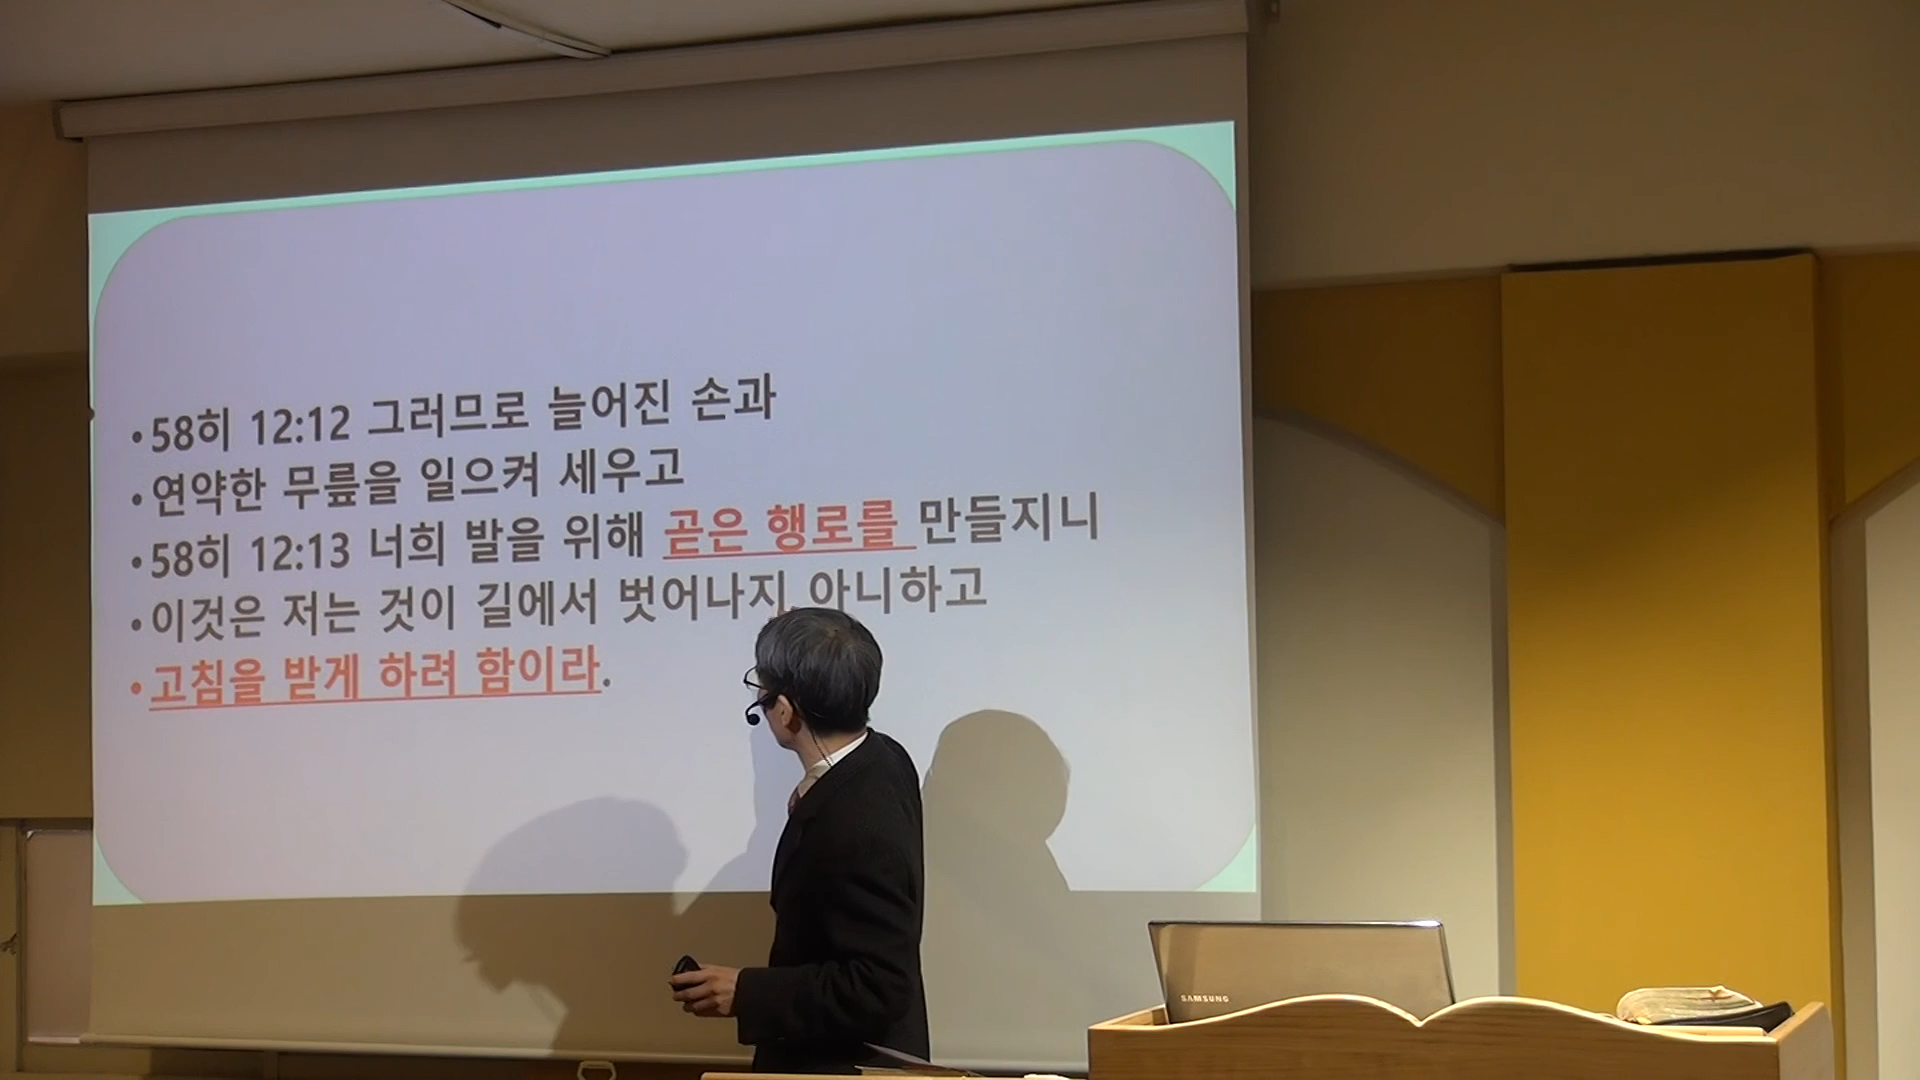 •58히 12:12 그러므로 늘어진 손과
•연약한 무릎을 일으켜 세우고
•58히 12:13 너희 발을 위해 곧은 행로를 만들지니
•이것은 저는 것이 길에서 벗어나지 아니하고
•고침을 받게 하려 함이라.
SAMSUNG